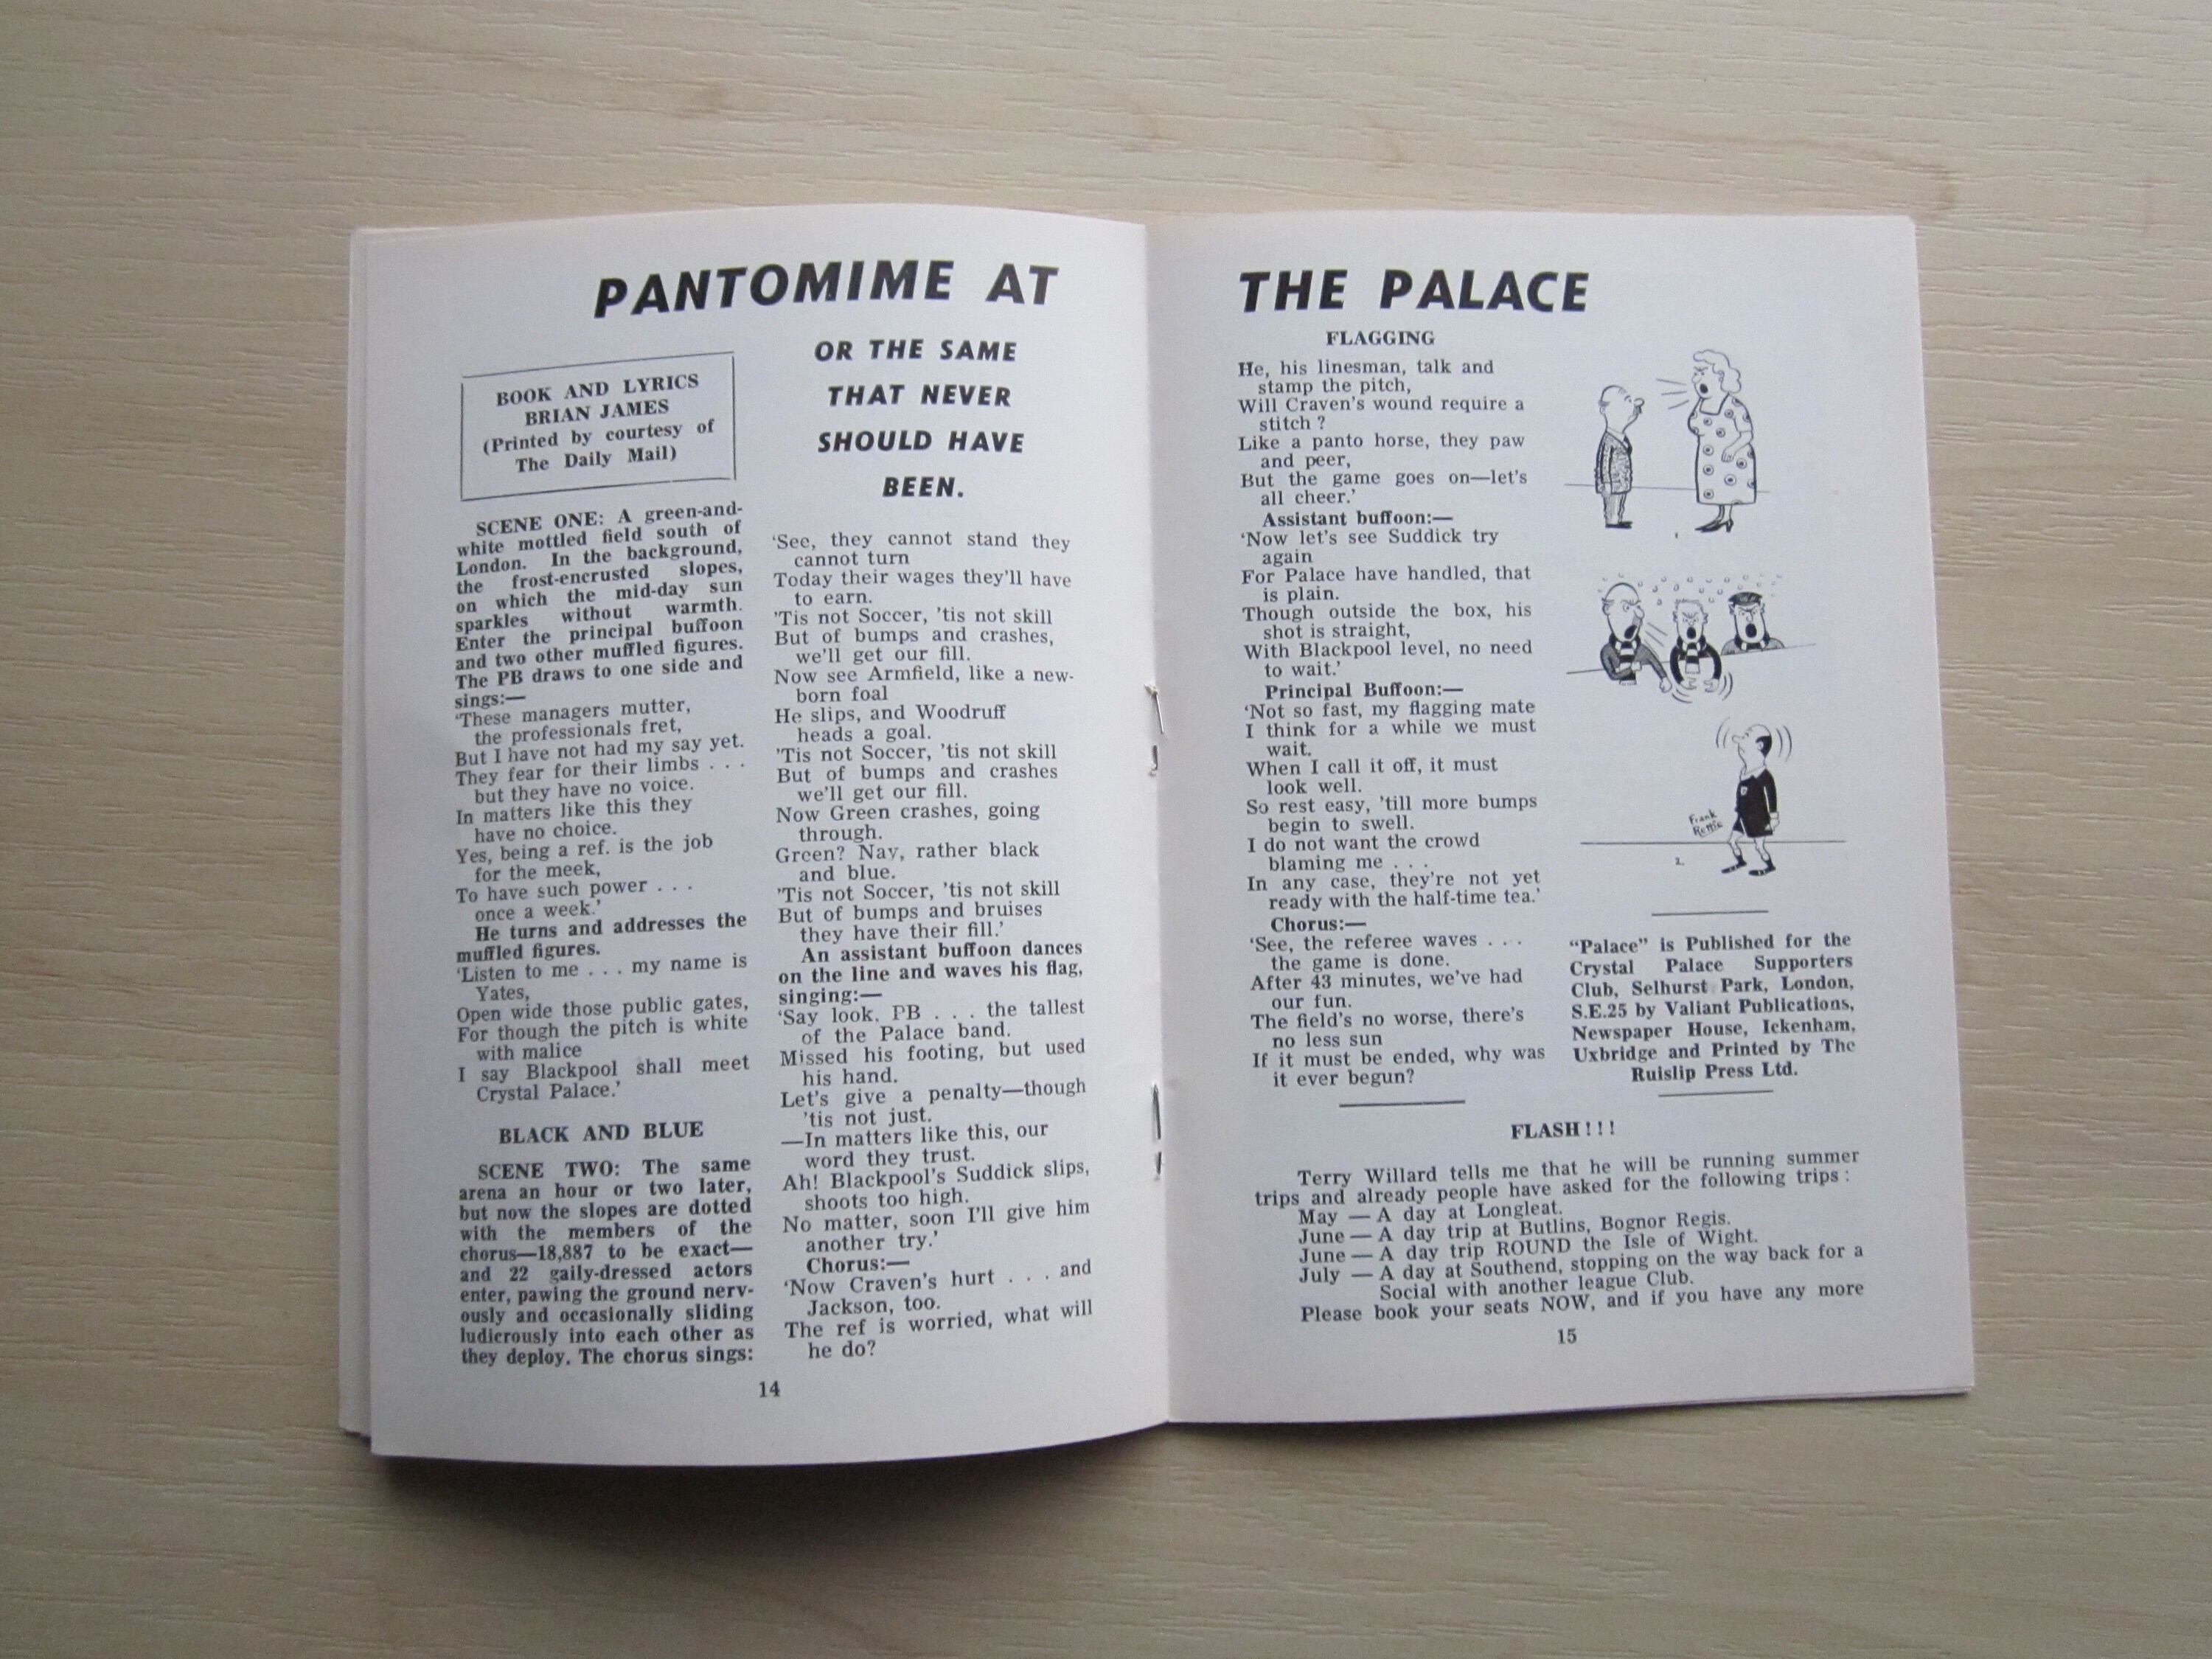 PANTOMIME AT
BOOK AND LYRICS
BRIAN JAMES
(Printed by courtesy of
The Daily Mail)
SCENE ONE: A green-and-
white mottled field south of
London. In the background,
the frost-encrusted slopes,
on which the mid-day sun
sparkles without warmth.
Enter the principal buffoon
and two other muffled figures.
The PB draws to one side and
sings:—
'These managers mutter,
the professionals fret,
But I have not had my say yet.
They fear for their limbs . . .
but they have no voice.
In matters like this they
have no choice.
Yes, being a ref. is the job
for the meek,
To have such power . . .
once a week.'
He turns and addresses the
muffled figures.
'Listen to me . . . my name is
Yates,
Open wide those public gates,
For though the pitch is white
with malice
I say Blackpool shall meet
Crystal Palace.'
BLACK AND BLUE
SCENE TWO: The same
arena an hour or two later,
but now the slopes are dotted
with the members of the
chorus—18,887 to be exact—
and 22 gaily-dressed actors
enter, pawing the ground nerv-
ously and occasionally sliding
ludicrously into each other as
they deploy. The chorus sings:
OR THE SAME
THAT NEVER
SHOULD HAVE
BEEN.
'See, they cannot stand they
cannot turn
Today their wages they'll have
to earn.
'Tis not Soccer, 'tis not skill
But of bumps and crashes,
we'll get our fill.
Now see Armfield, like a new-
born foal
He slips, and Woodruff
heads a goal.
'Tis not Soccer, 'tis not skill
But of bumps and crashes
we'll get our fill.
Now Green crashes, going
through.
Green? Nay, rather black
and blue.
'Tis not Soccer, 'tis not skill
But of bumps and bruises
they have their fill.'
An assistant buffoon dances
on the line and waves his flag,
singing:—
'Say look. PB . . . the tallest
of the Palace band.
Missed his footing, but used
his hand.
Let's give a penalty—though
'tis not just.
—In matters like this, our
word they trust.
Ah! Blackpool's Suddick slips,
shoots too high.
No matter, soon I'll give him
another try.'
Chorus:—
'Now Craven's hurt . . . and
Jackson, too.
The ref is worried, what will
he do?
14
THE PALACE
FLAGGING
He, his linesman, talk and
stamp the pitch,
Will Craven's wound require a
stitch ?
Like a panto horse, they paw
and peer,
But the game goes on—let's
all cheer.'
Assistant buffoon:—
'Now let's see Suddick try
again
For Palace have handled, that
is plain.
Though outside the box, his
shot is straight,
With Blackpool level, no need
to wait.'
Principal Buffoon:—
'Not so fast, my flagging mate
I think for a while we must
wait.
When I call it off, it must
look well.
So rest easy, 'till more bumps
begin to swell.
I do not want the crowd
blaming me . . .
In any case, they're not yet
ready with the half-time tea.'
Chorus:—
'See, the referee waves . . .
the game is done.
After 43 minutes, we've had
our fun.
The field's no worse, there's
no less sun
If it must be ended, why was
it ever begun?
Frank
2
"Palace" is Published for the
Crystal Palace Supporters
Club, Selhurst Park, London,
S.E.25 by Valiant Publications,
Newspaper House, Ickenham,
Uxbridge and Printed by The
Ruislip Press Ltd.
FLASH!!!
Terry Willard tells me that he will be running summer
trips and already people have asked for the following trips :
May — A day at Longleat.
June — A day trip at Butlins, Bognor Regis.
June — A day trip ROUND the Isle of Wight.
July — A day at Southend, stopping on the way back for a
Social with another league Club.
Please book your seats NOW, and if you have any more
15